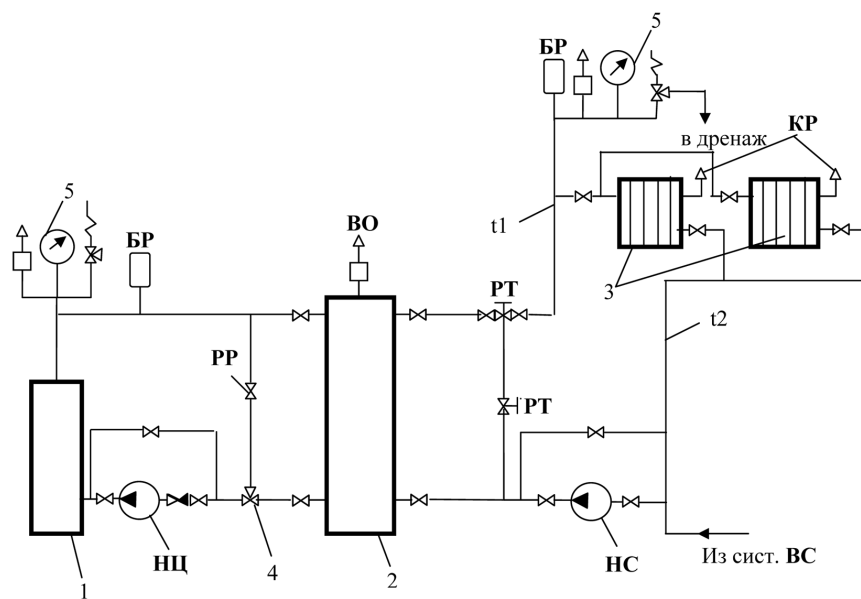 5
БР
в дренаж
КР
5
БР
ВО
t1
РТ
3
t2
РР
РТ
НЦ
4
2
НС
Из сист. ВС
1